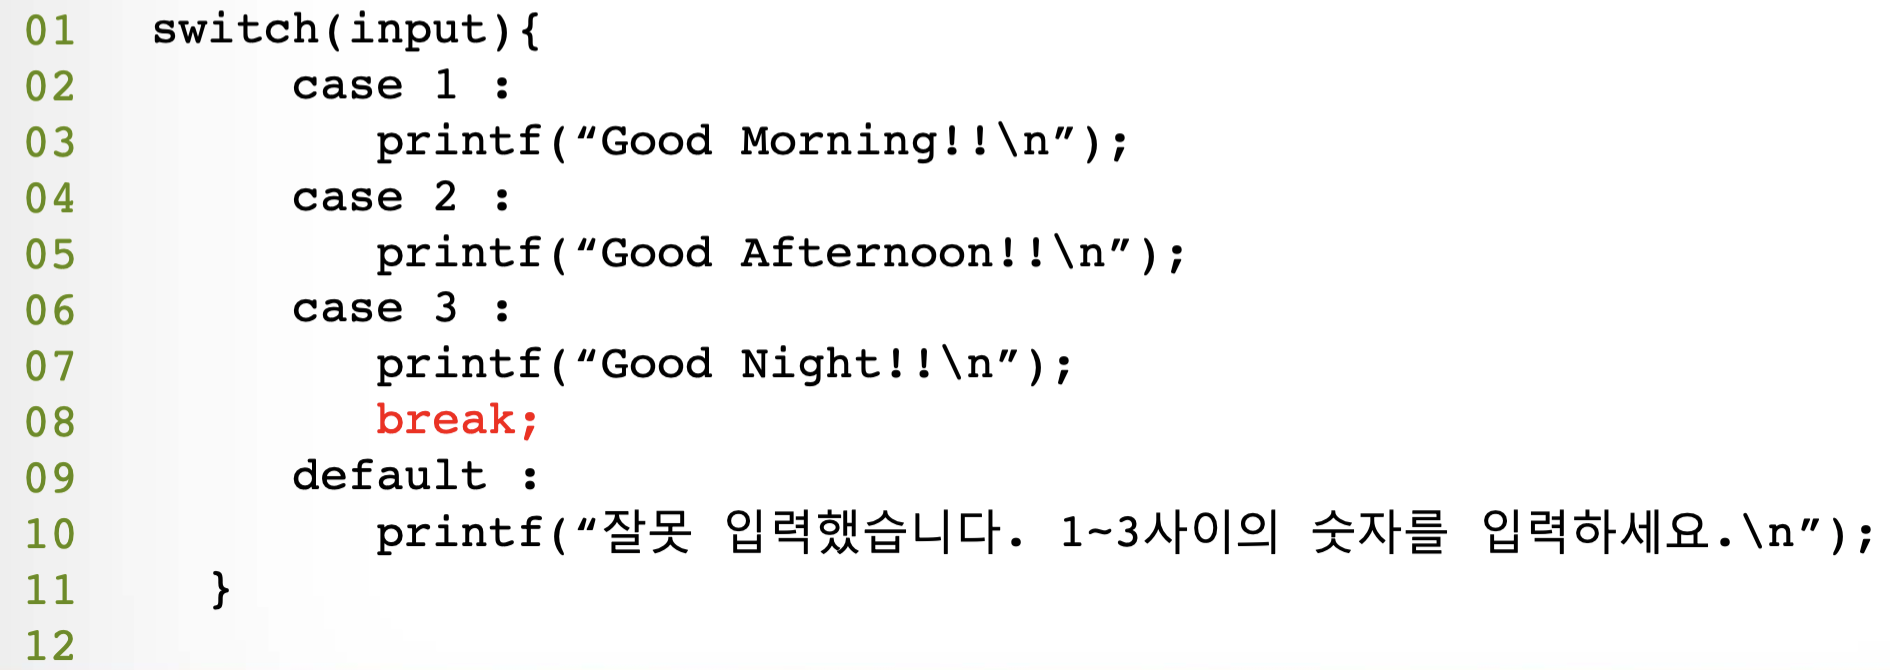 01 switch(input){
02 case 1 :
03 printf(“Good Morning!!\n”);
04 case 2 :
05 printf(“Good Afternoon!!\n”);
06 case 3 :
07 printf(“Good Night!!\n”);
08 break;
09 default :
10 printf(“잘못 입력했습니다. 1~3사이의 숫자를 입력하세요.\n”);
11 }
12